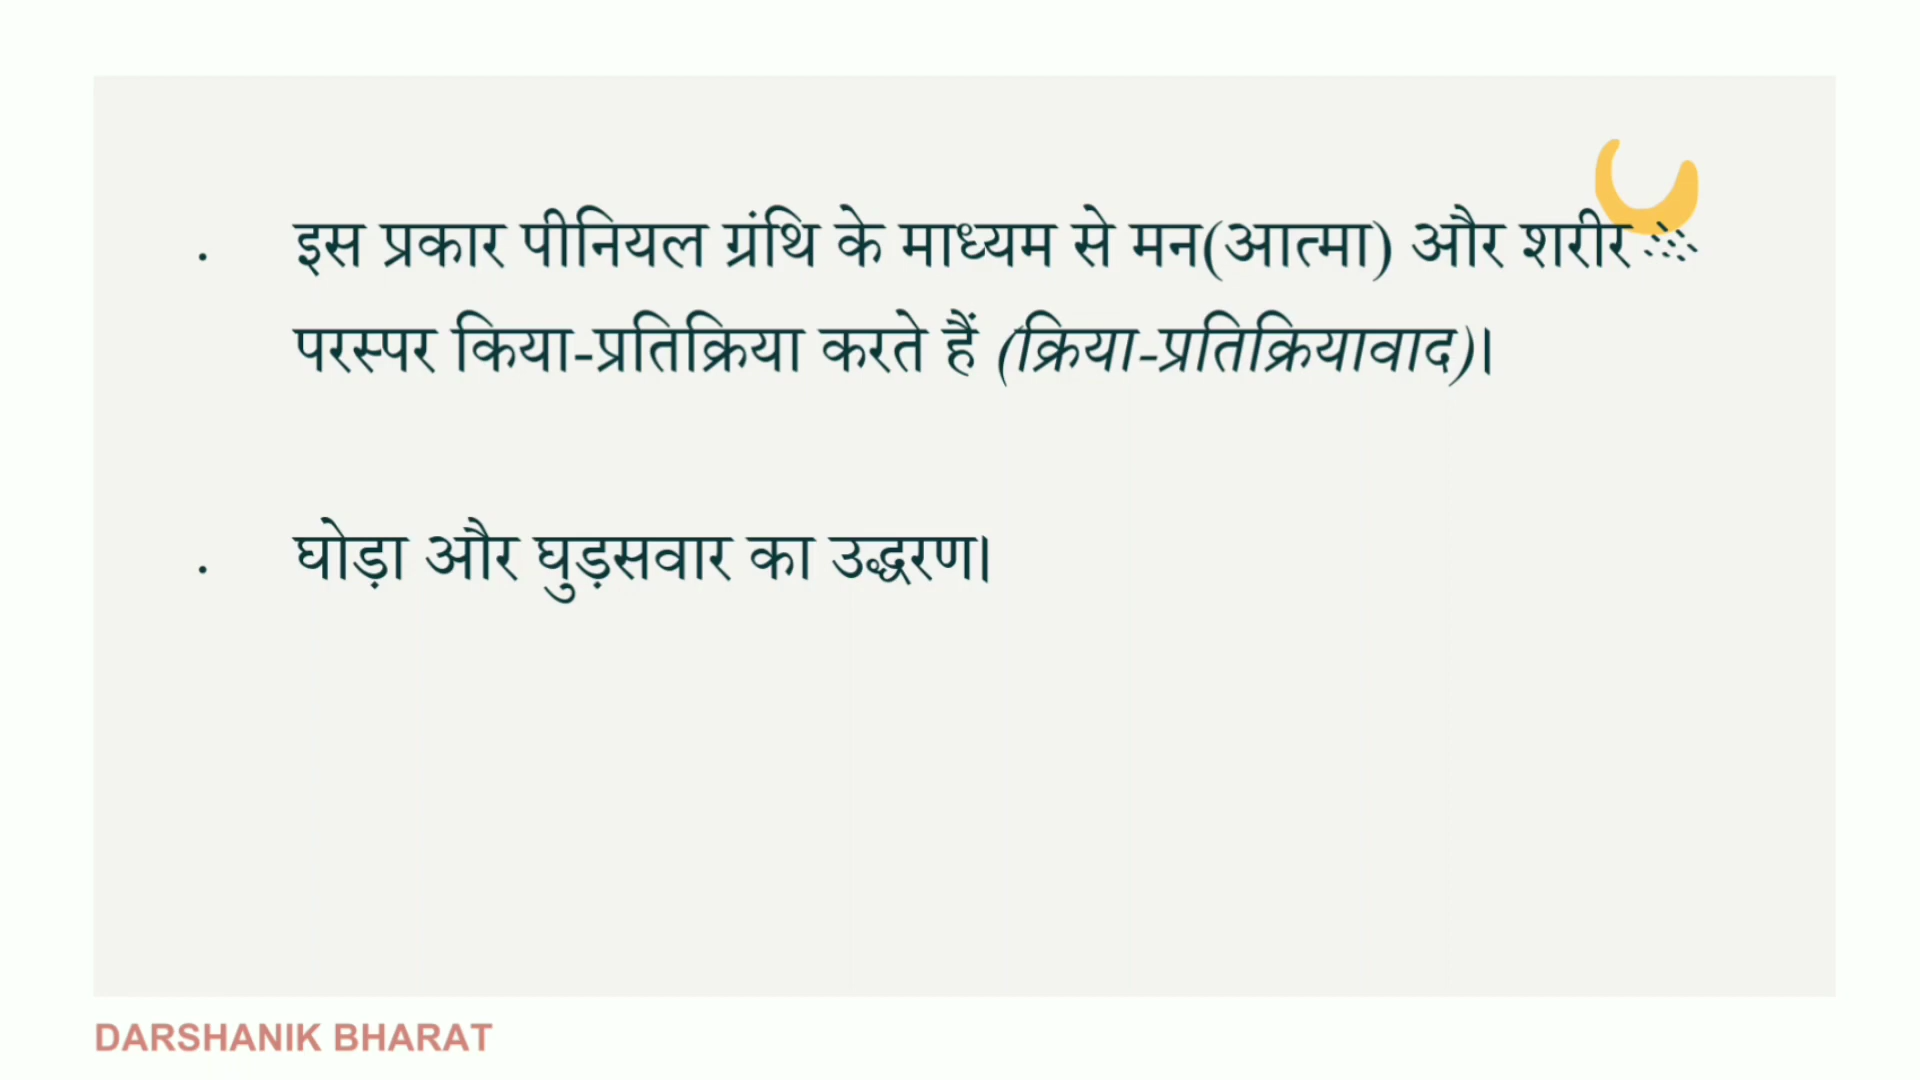 . इस प्रकार पीनियल ग्रंथि के माध्यम से मन(आत्मा) और शरीर
परस्पर किया-प्रतिक्रिया करते हैं (क्रिया-प्रतिक्रियावाद)।
. घोड़ा और घुड़सवार का उद्धरण।
DARSHANIK BHARAT